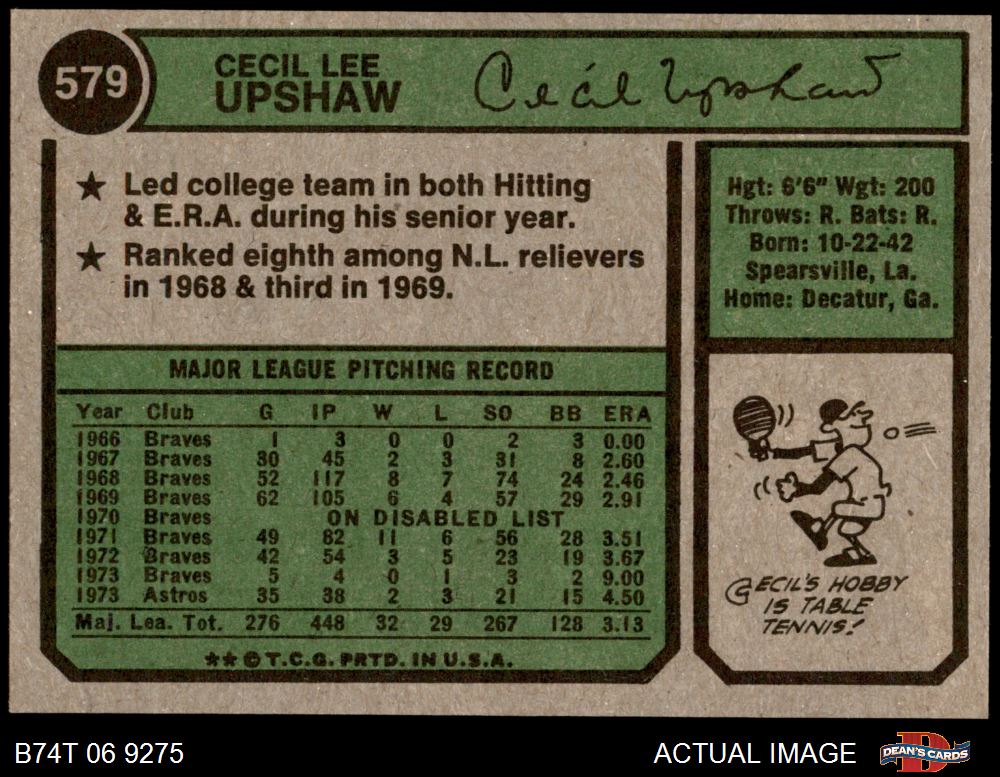 579
CECIL LEE
UPSHAW
Cecil Upshaw
★ Led college team in both Hitting
& E.R.A. during his senior year.
★ Ranked eighth among N.L. relievers
in 1968 & third in 1969.
Hgt: 6'6" Wgt: 200
Throws: R. Bats: R.
Born: 10-22-42
Spearsville, La.
Home: Decatur, Ga.
MAJOR LEAGUE PITCHING RECORD
Year Club G IP W L SO BB ERA
1966 Braves 1 3 0 0 2 3 0.00
1967 Braves 30 45 2 3 31 8 2.60
1968 Braves 52 117 8 7 74 24 2.46
1969 Braves 62 105 6 4 57 29 2.91
1970 Braves ON DISABLED LIST
1971 Braves 49 82 11 6 56 28 3.51
1972 Braves 42 54 3 5 23 19 3.67
1973 Braves 5 4 0 1 3 2 9.00
1973 Astros 35 38 2 3 21 15 4.50
Maj. Lea. Tot. 276 448 32 29 267 128 3.13
** © T.C.G. PRTD. IN U.S.A.
CECIL'S HOBBY
IS TABLE
TENNIS!
B74T 06 9275
ACTUAL IMAGE
DEAN'S CARDS